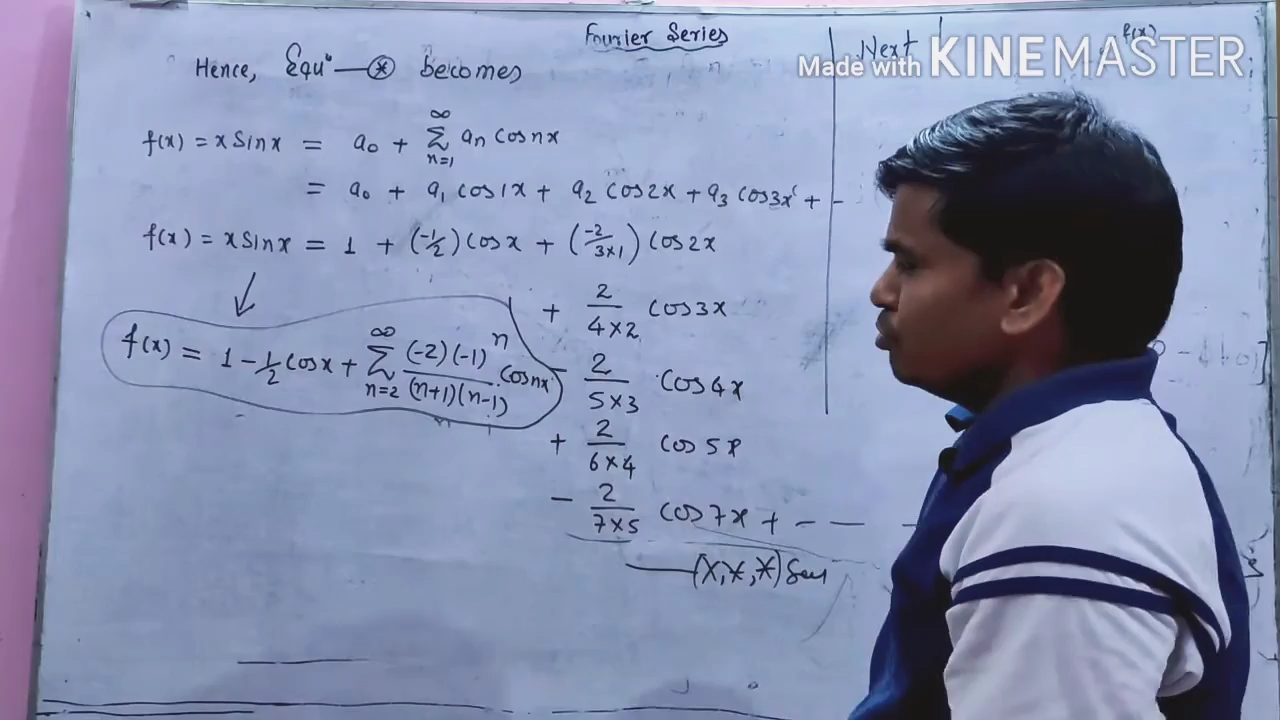 Fourier Series
Next
f(x)
Made with KINEMASTER
Hence, Equⁿ — ⊛ becomes
f(x) = x Sin x = a₀ + ∑_{n=1}^{∞} aₙ Cos nx
= a₀ + a₁ Cos 1x + a₂ Cos 2x + a₃ Cos 3x + -
f(x) = x Sin x = 1 + (-1/2) Cos x + (-2/3×1) Cos 2x
+ 2/4×2 Cos 3x
f(x) = 1 - 1/2 Cos x + ∑_{n=2}^{∞} (-2)(-1)ⁿ/(n+1)(n-1) . Cos nx
- 2/5×3 Cos 4x
+ 2/6×4 Cos 5x
- 2/7×5 Cos 7x + - — -
— (*,*,*)